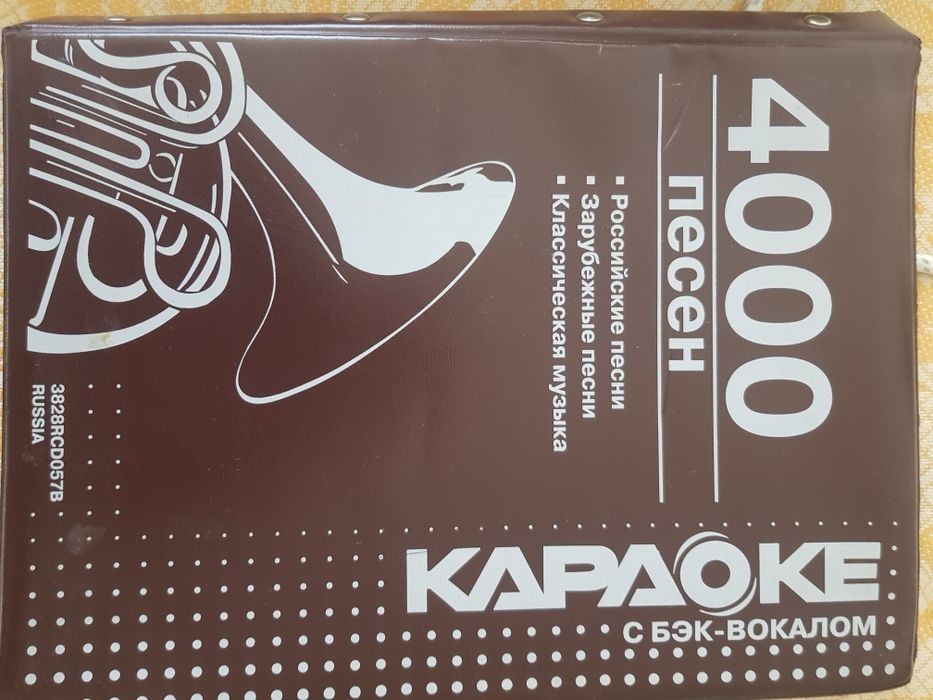 4000
песен
▪ Российские песни
▪ Зарубежные песни
▪ Классическая музыка
КАРАОКЕ
С БЭК-ВОКАЛОМ
3828RCD057B
RUSSIA